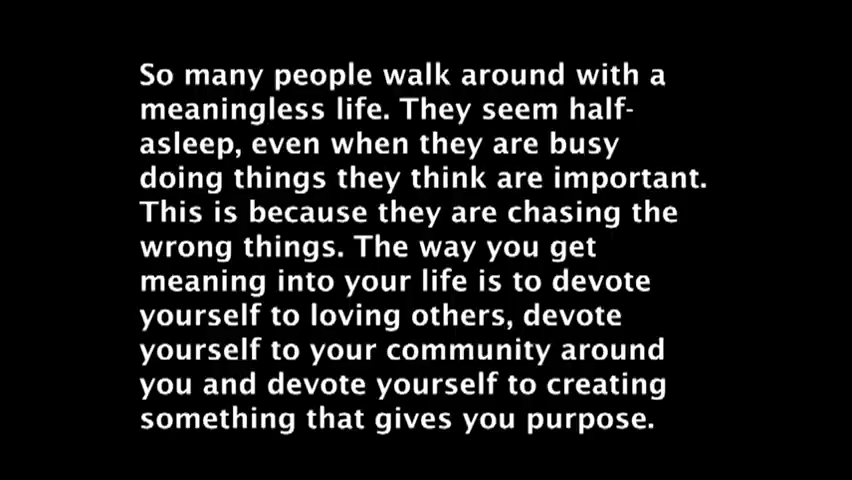 So many people walk around with a
meaningless life. They seem half-
asleep, even when they are busy
doing things they think are important.
This is because they are chasing the
wrong things. The way you get
meaning into your life is to devote
yourself to loving others, devote
yourself to your community around
you and devote yourself to creating
something that gives you purpose.